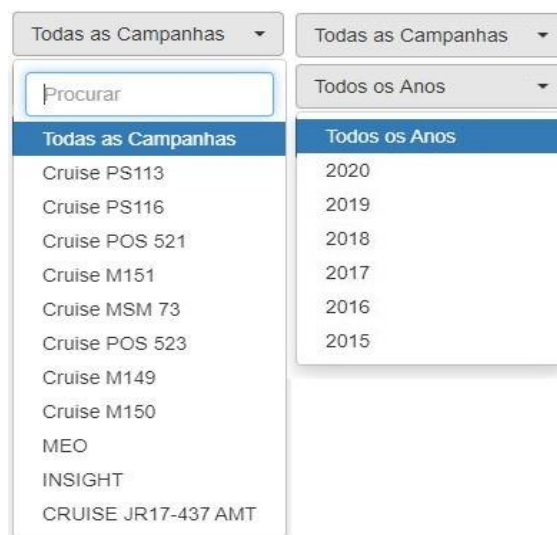 Todas as Campanhas
Procurar
Todas as Campanhas
Cruise PS113
Cruise PS116
Cruise POS 521
Cruise M151
Cruise MSM 73
Cruise POS 523
Cruise M149
Cruise M150
MEO
INSIGHT
CRUISE JR17-437 AMT
Todas as Campanhas
Todos os Anos
Todos os Anos
2020
2019
2018
2017
2016
2015